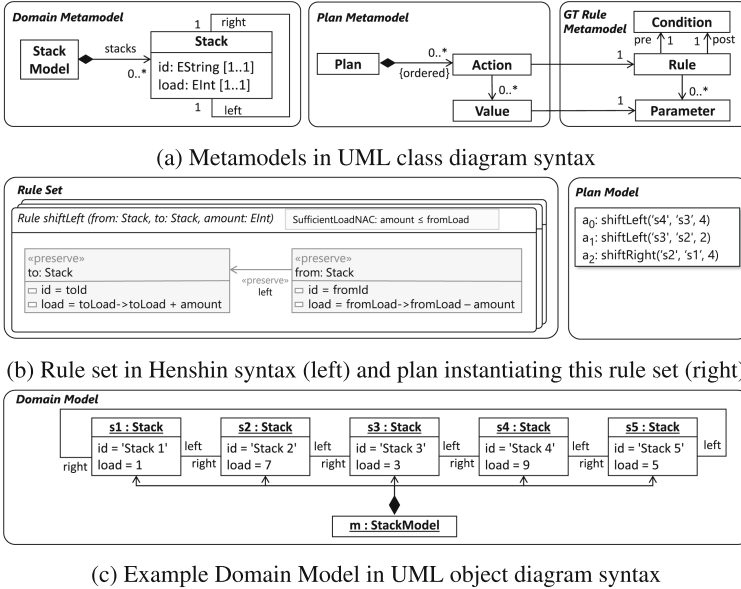 Domain Metamodel
Stack Model
stacks
0..*
1
right
Stack
id: EString [1..1]
load: EInt [1..1]
1
left
Plan Metamodel
Plan
0..*
{ordered}
Action
0..*
Value
1
1
GT Rule Metamodel
Condition
pre
1
1
post
Rule
0..*
Parameter
(a) Metamodels in UML class diagram syntax
Rule Set
Rule shiftLeft (from: Stack, to: Stack, amount: EInt)
SufficientLoadNAC: amount ≤ fromLoad
«preserve»
to: Stack
id = toId
load = toLoad->toLoad + amount
«preserve»
left
«preserve»
from: Stack
id = fromId
load = fromLoad->fromLoad – amount
Plan Model
a0: shiftLeft('s4', 's3', 4)
a1: shiftLeft('s3', 's2', 2)
a2: shiftRight('s2', 's1', 4)
(b) Rule set in Henshin syntax (left) and plan instantiating this rule set (right)
Domain Model
s1 : Stack
id = 'Stack 1'
load = 1
s2 : Stack
id = 'Stack 2'
load = 7
s3 : Stack
id = 'Stack 3'
load = 3
s4 : Stack
id = 'Stack 4'
load = 9
s5 : Stack
id = 'Stack 5'
load = 5
right
left
right
left
right
left
right
left
right
left
m : StackModel
(c) Example Domain Model in UML object diagram syntax